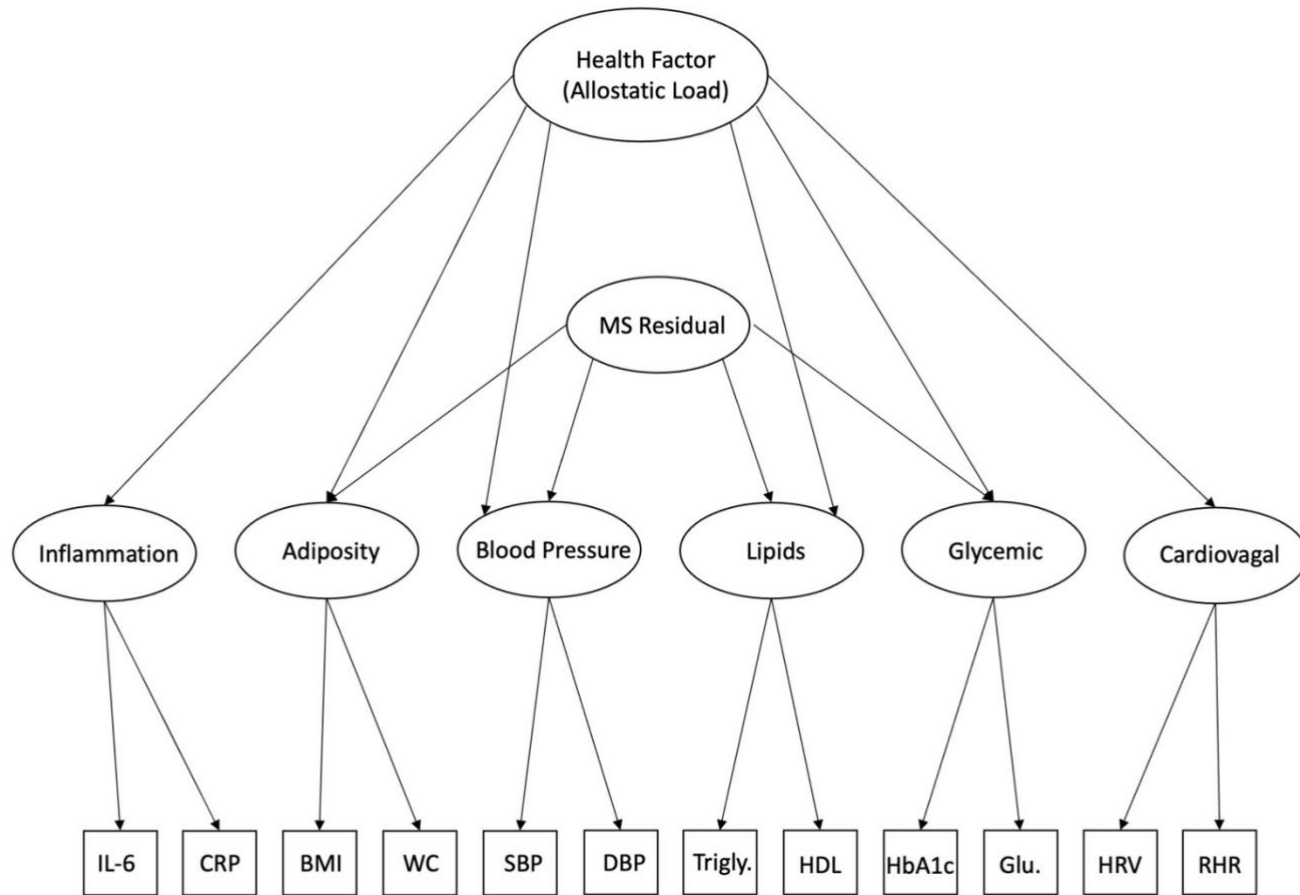 Health Factor
(Allostatic Load)
MS Residual
Inflammation
Adiposity
Blood Pressure
Lipids
Glycemic
Cardiovagal
IL-6
CRP
BMI
WC
SBP
DBP
Trigly.
HDL
HbA1c
Glu.
HRV
RHR